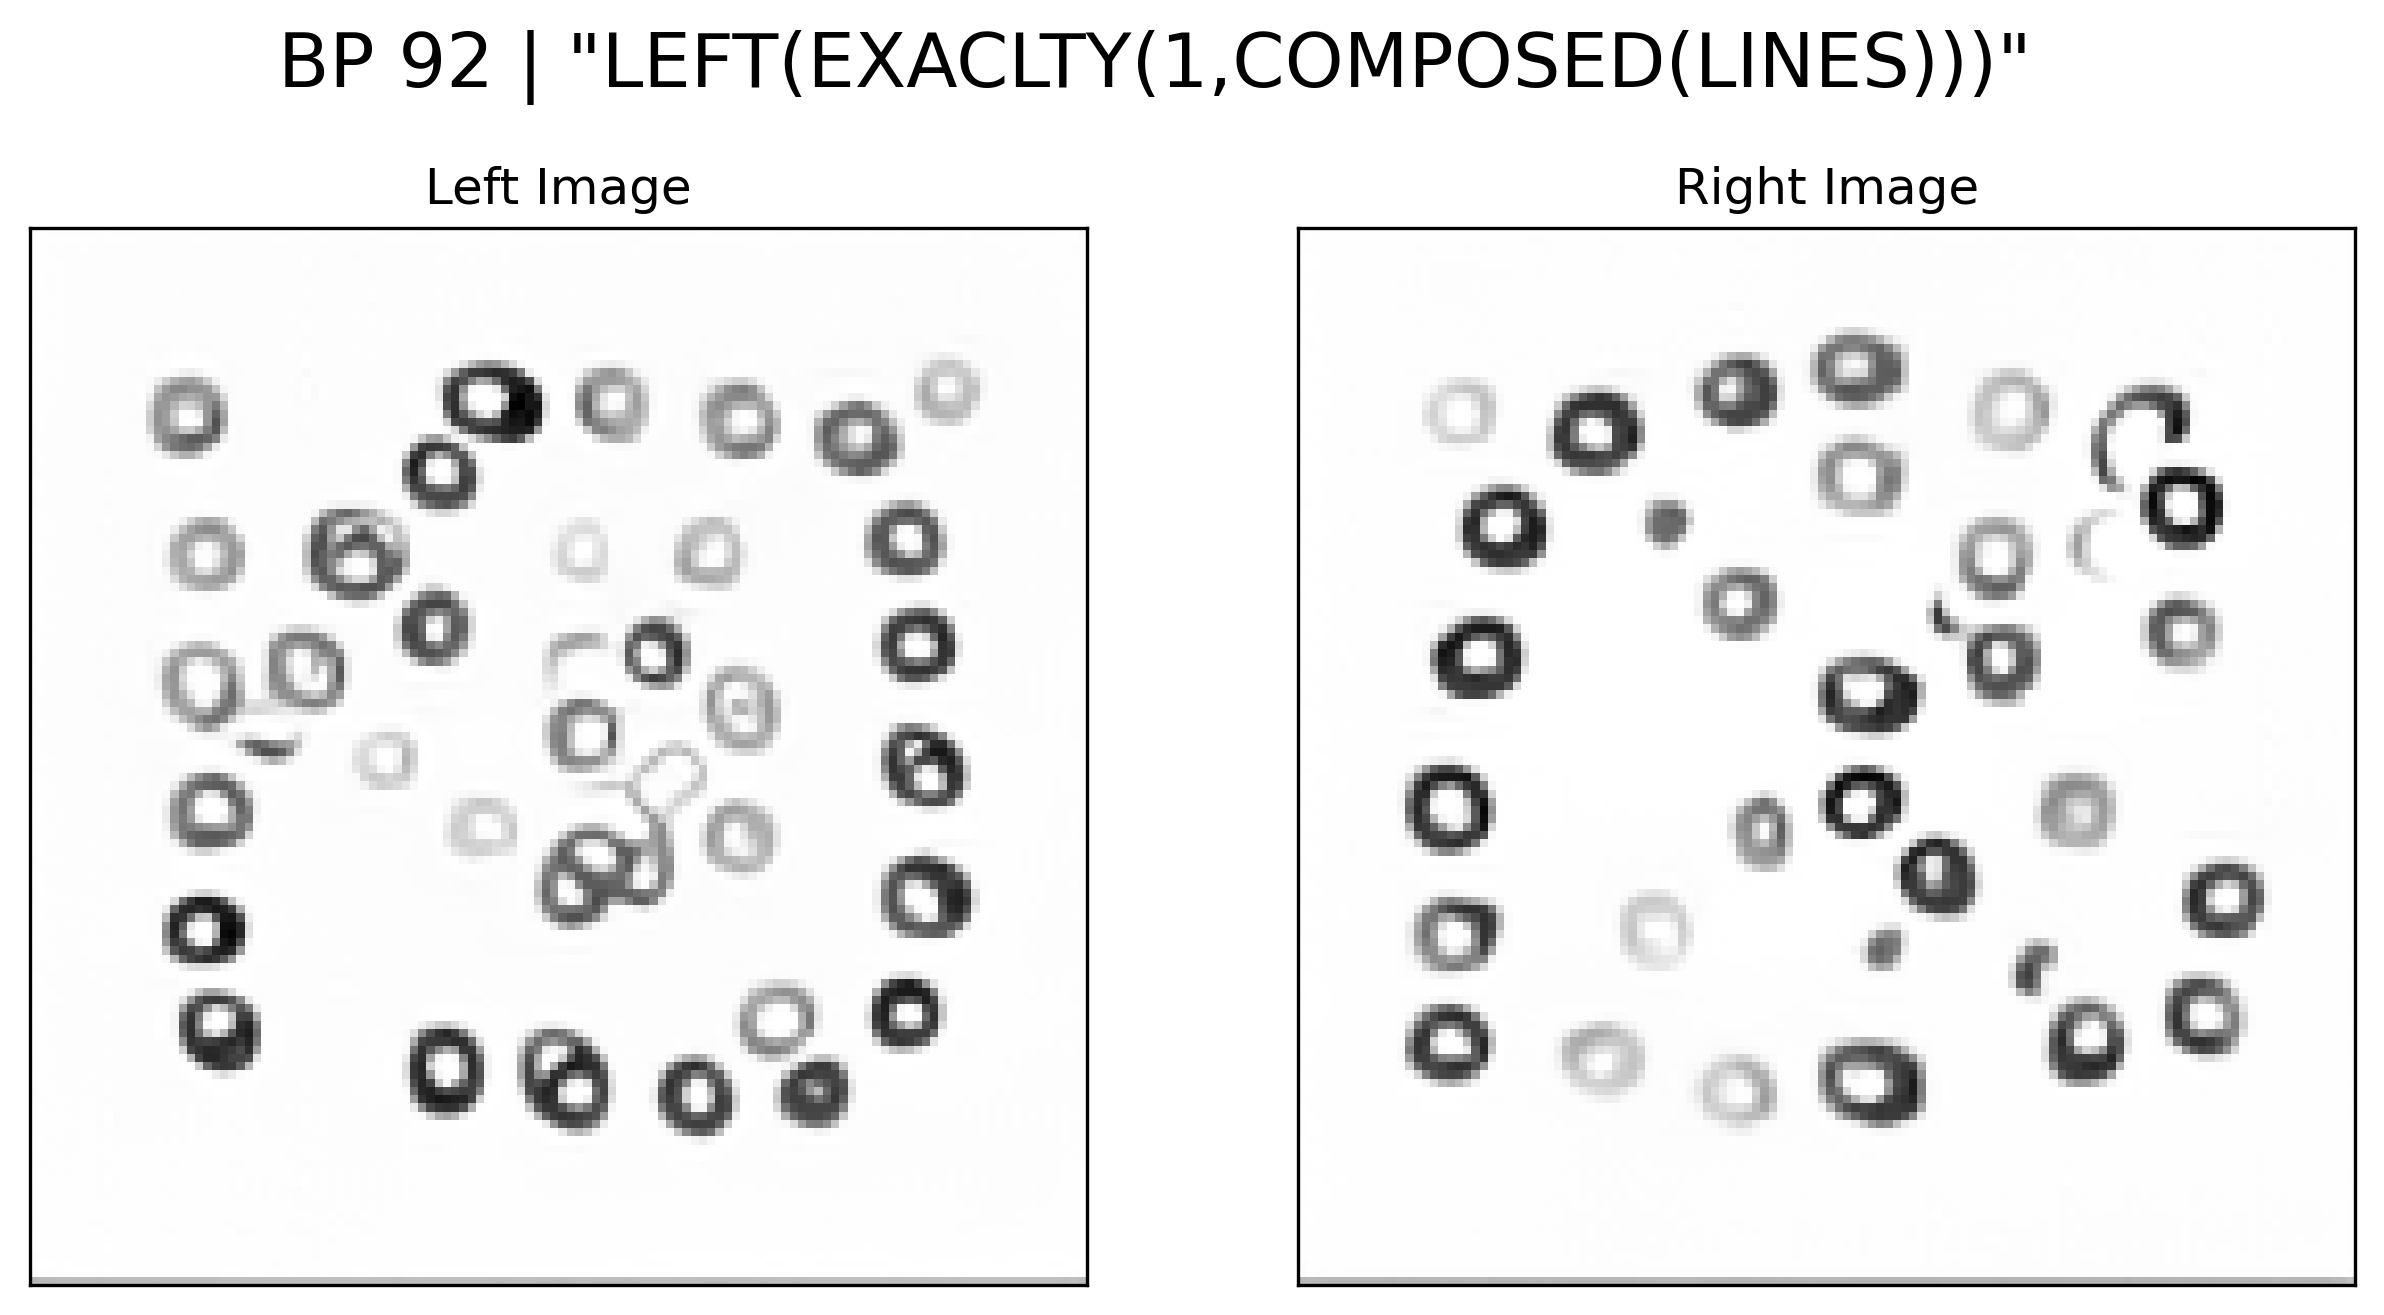 BP 92 | "LEFT(EXACLTY(1,COMPOSED(LINES)))"
Left Image
Right Image